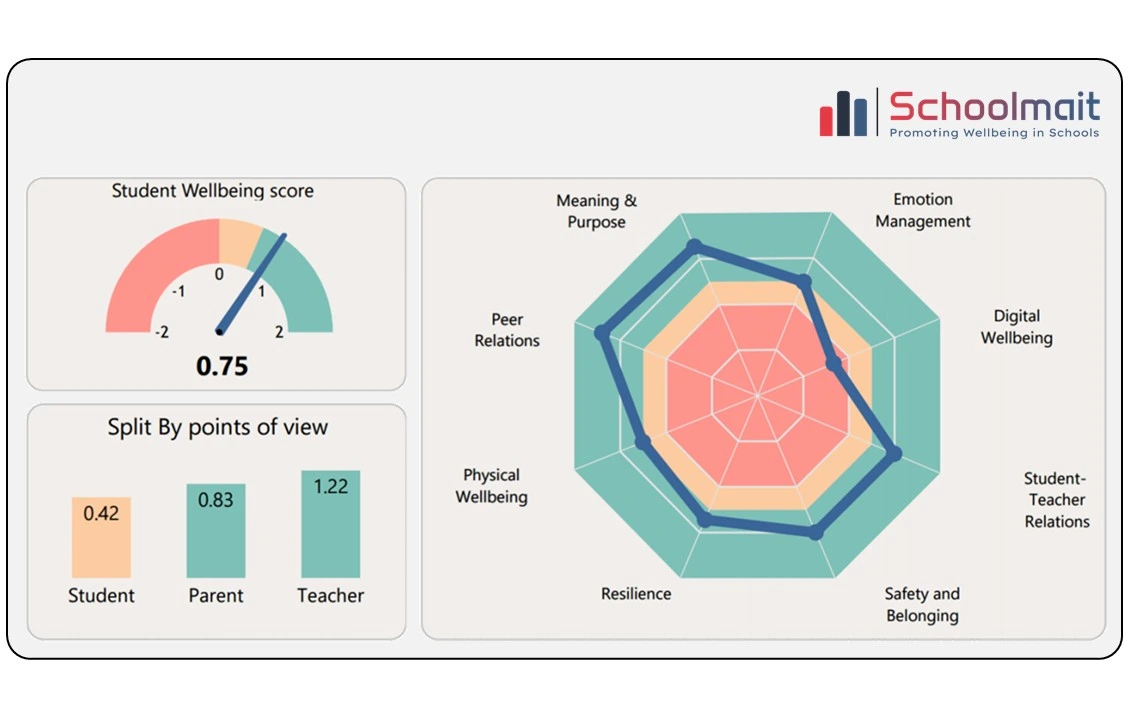 Schoolmait
Promoting Wellbeing in Schools
Student Wellbeing score
-2
-1
0
1
2
0.75
Split By points of view
0.42
0.83
1.22
Student
Parent
Teacher
Meaning &
Purpose
Emotion
Management
Peer
Relations
Digital
Wellbeing
Physical
Wellbeing
Student-
Teacher
Relations
Resilience
Safety and
Belonging